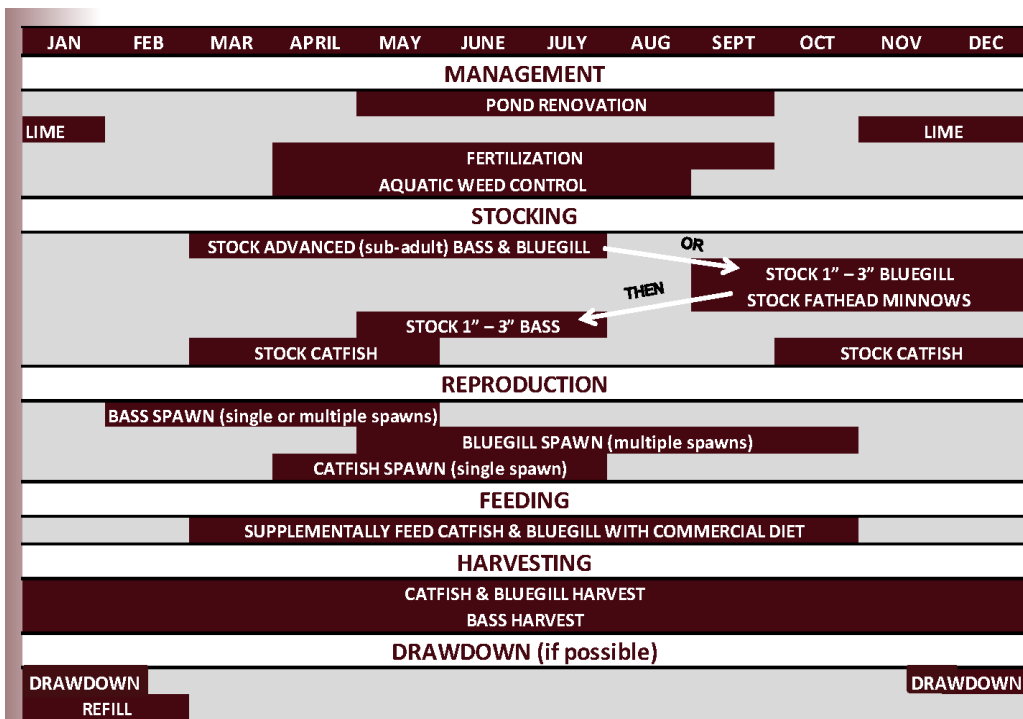 JAN FEB MAR APRIL MAY JUNE JULY AUG SEPT OCT NOV DEC
MANAGEMENT
POND RENOVATION
LIME LIME
FERTILIZATION
AQUATIC WEED CONTROL
STOCKING
STOCK ADVANCED (sub-adult) BASS & BLUEGILL OR
STOCK 1” – 3” BLUEGILL
THEN STOCK FATHEAD MINNOWS
STOCK 1” – 3” BASS
STOCK CATFISH STOCK CATFISH
REPRODUCTION
BASS SPAWN (single or multiple spawns)
BLUEGILL SPAWN (multiple spawns)
CATFISH SPAWN (single spawn)
FEEDING
SUPPLEMENTALLY FEED CATFISH & BLUEGILL WITH COMMERCIAL DIET
HARVESTING
CATFISH & BLUEGILL HARVEST
BASS HARVEST
DRAWDOWN (if possible)
DRAWDOWN DRAWDOWN
REFILL